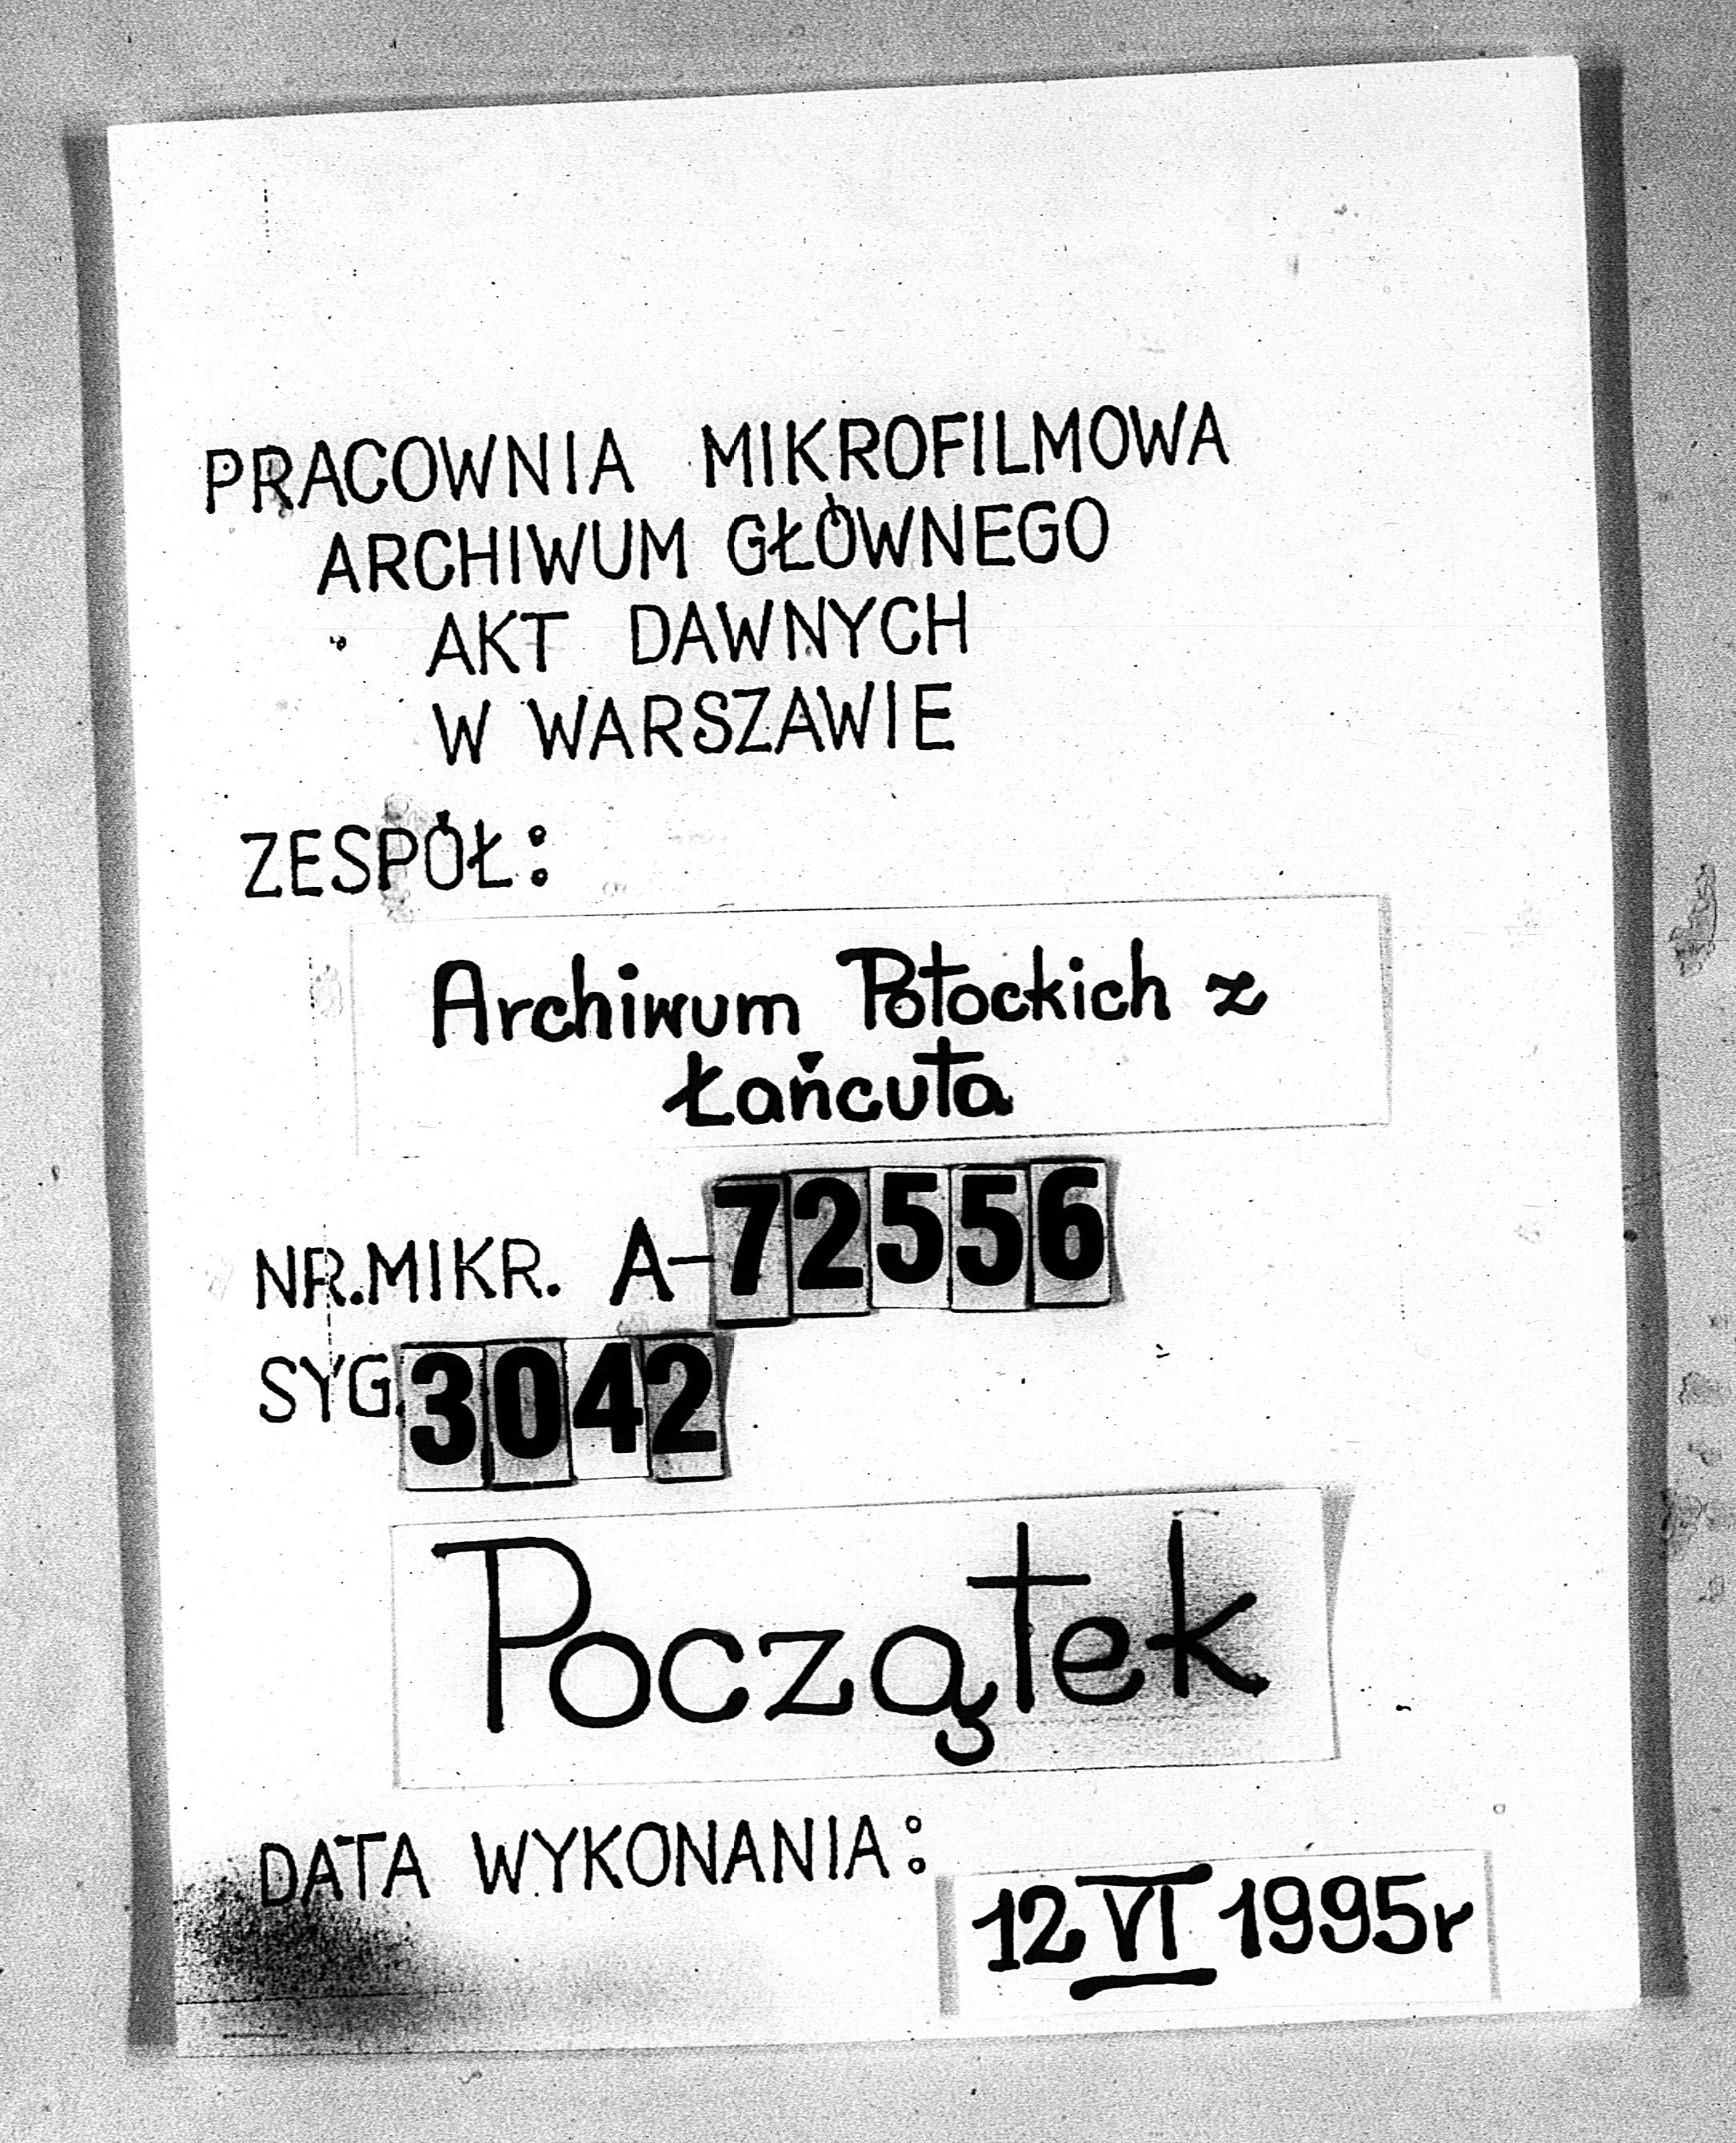 PRACOWNIA MIKROFILMOWA
ARCHIWUM GŁÓWNEGO
AKT DAWNYCH
W WARSZAWIE
ZESPÓŁ:
Archiwum Potockich z
Łańcuta
NR.MIKR. A-72556
SYG.3042
Początek
DATA WYKONANIA:
12 VI 1995r